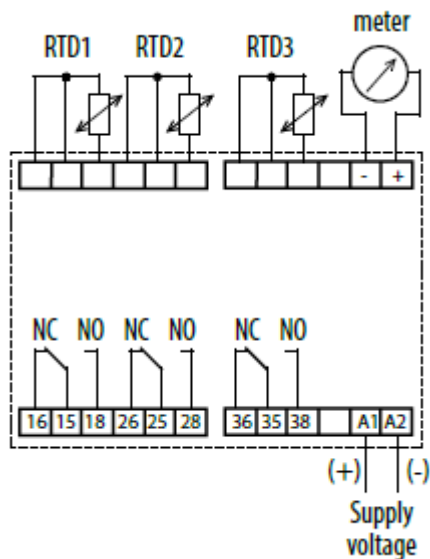 meter
RTD1 RTD2 RTD3
- +
NC NO NC NO NC NO
16 15 18 26 25 28 36 35 38 A1 A2
(+) (-)
Supply
voltage